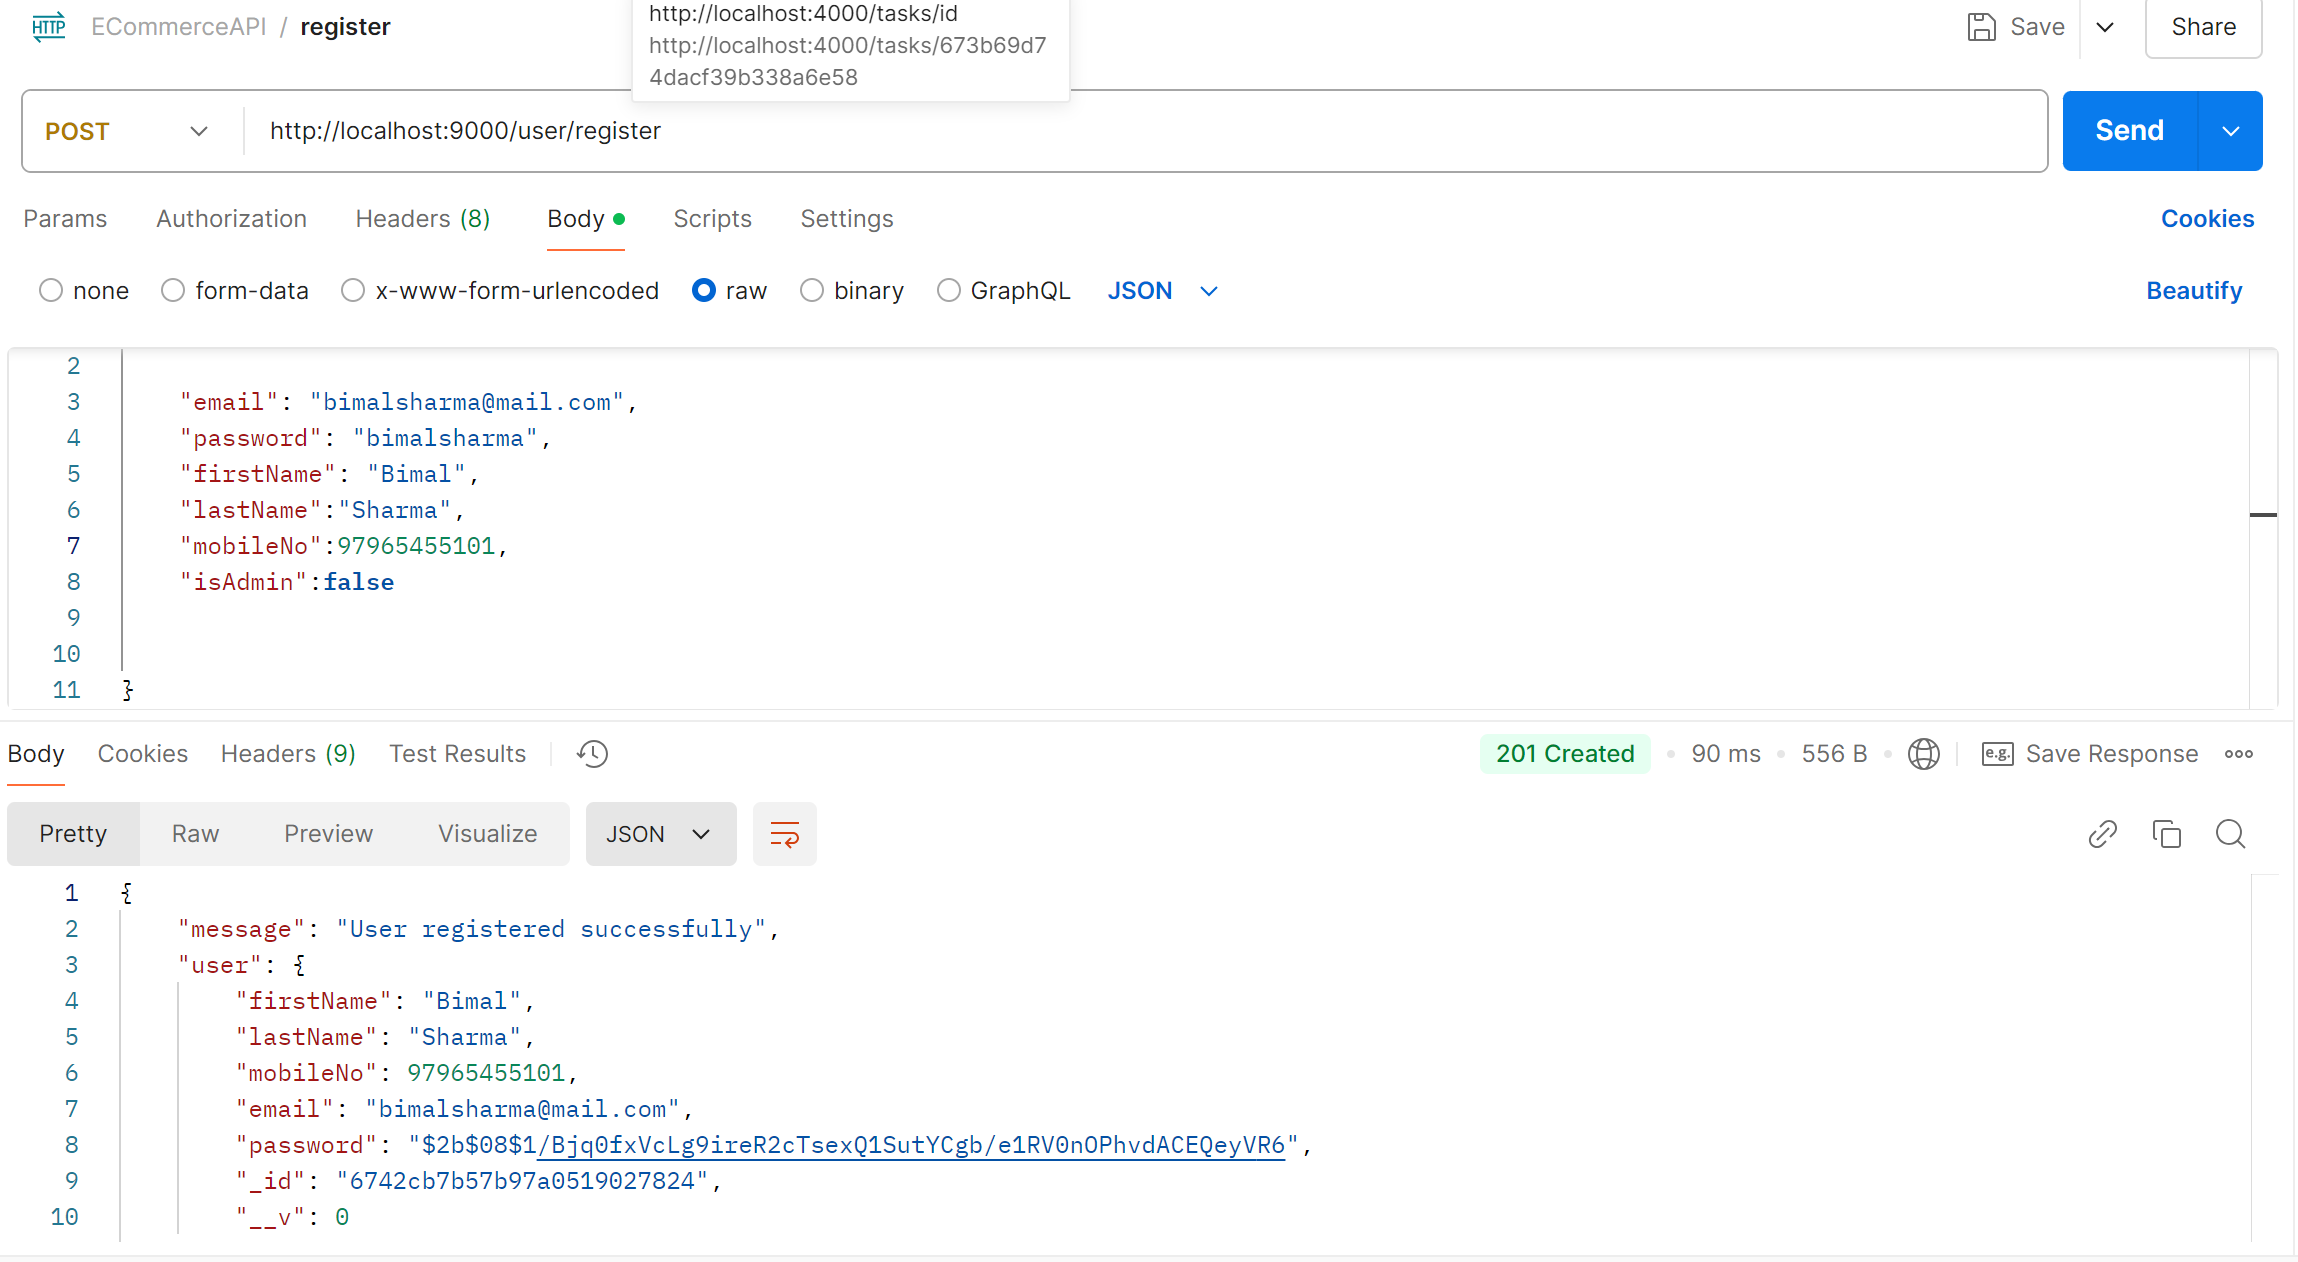 http://localhost:4000/tasks/id
http://localhost:4000/tasks/673b69d7
4dacf39b338a6e58
HTTP ECommerceAPI / register Save Share
POST http://localhost:9000/user/register Send
Params Authorization Headers (8) Body Scripts Settings Cookies
none form-data x-www-form-urlencoded raw binary GraphQL JSON Beautify
2
3 "email": "bimalsharma@mail.com",
4 "password": "bimalsharma",
5 "firstName": "Bimal",
6 "lastName":"Sharma",
7 "mobileNo":97965455101,
8 "isAdmin":false
9
10
11 }
Body Cookies Headers (9) Test Results 201 Created 90 ms 556 B e.g. Save Response
Pretty Raw Preview Visualize JSON
1 {
2 "message": "User registered successfully",
3 "user": {
4 "firstName": "Bimal",
5 "lastName": "Sharma",
6 "mobileNo": 97965455101,
7 "email": "bimalsharma@mail.com",
8 "password": "$2b$08$1/Bjq0fxVcLg9ireR2cTsexQ1SutYCgb/e1RV0nOPhvdACEQeyVR6",
9 "_id": "6742cb7b57b97a0519027824",
10 "__v": 0